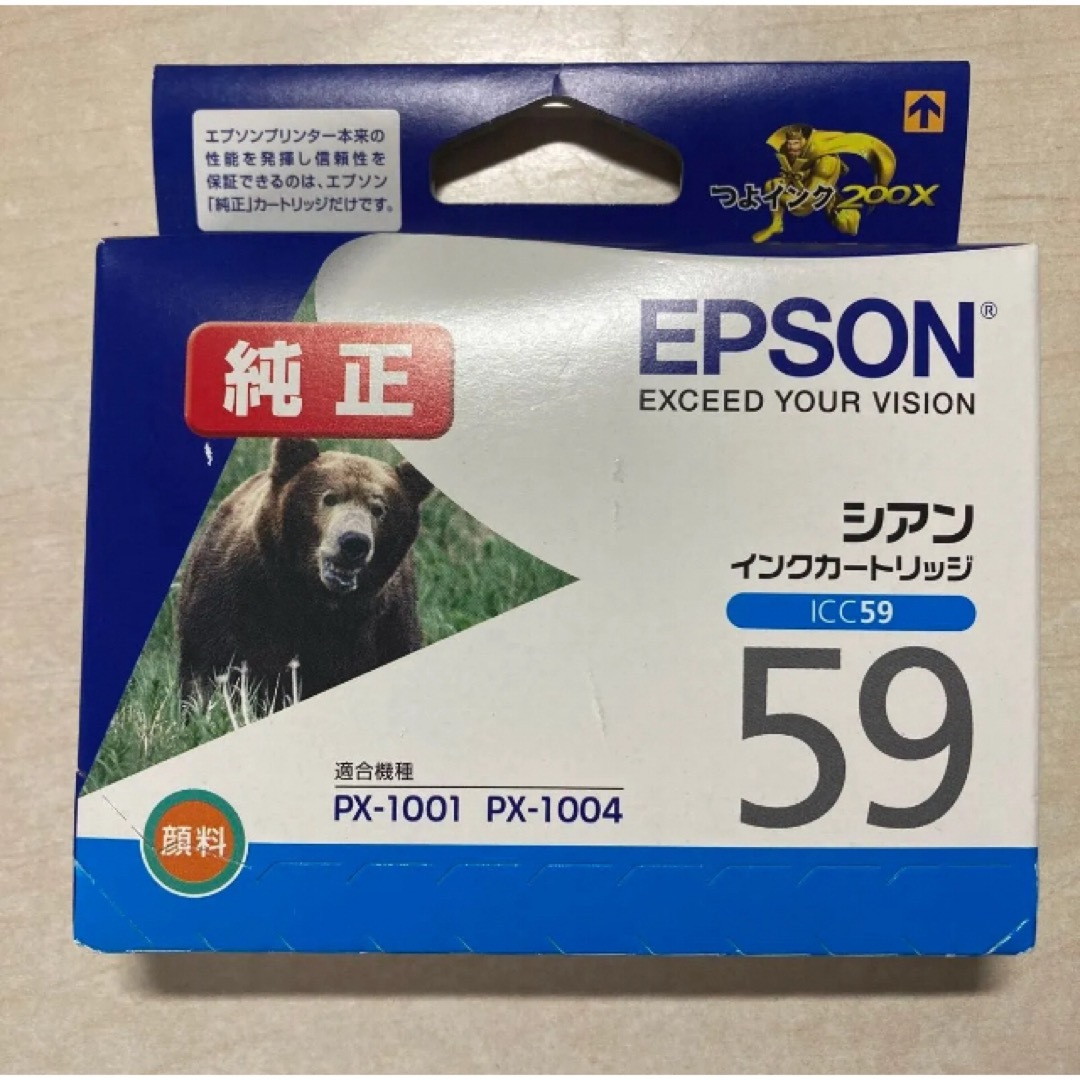 エプソンプリンター本来の
性能を発揮し信頼性を
保証できるのは、エプソン
「純正」カートリッジだけです。
つよインク200X
純正
EPSON®
EXCEED YOUR VISION
シアン
インクカートリッジ
ICC59
59
適合機種
PX-1001 PX-1004
顔料